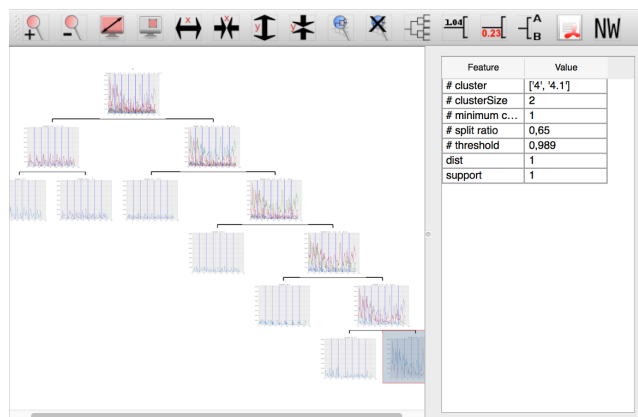 x
x
y
y
1.04
0.23
A
B
NW
Feature Value
# cluster ['4', '4.1']
# clusterSize 2
# minimum c... 1
# split ratio 0,65
# threshold 0,989
dist 1
support 1